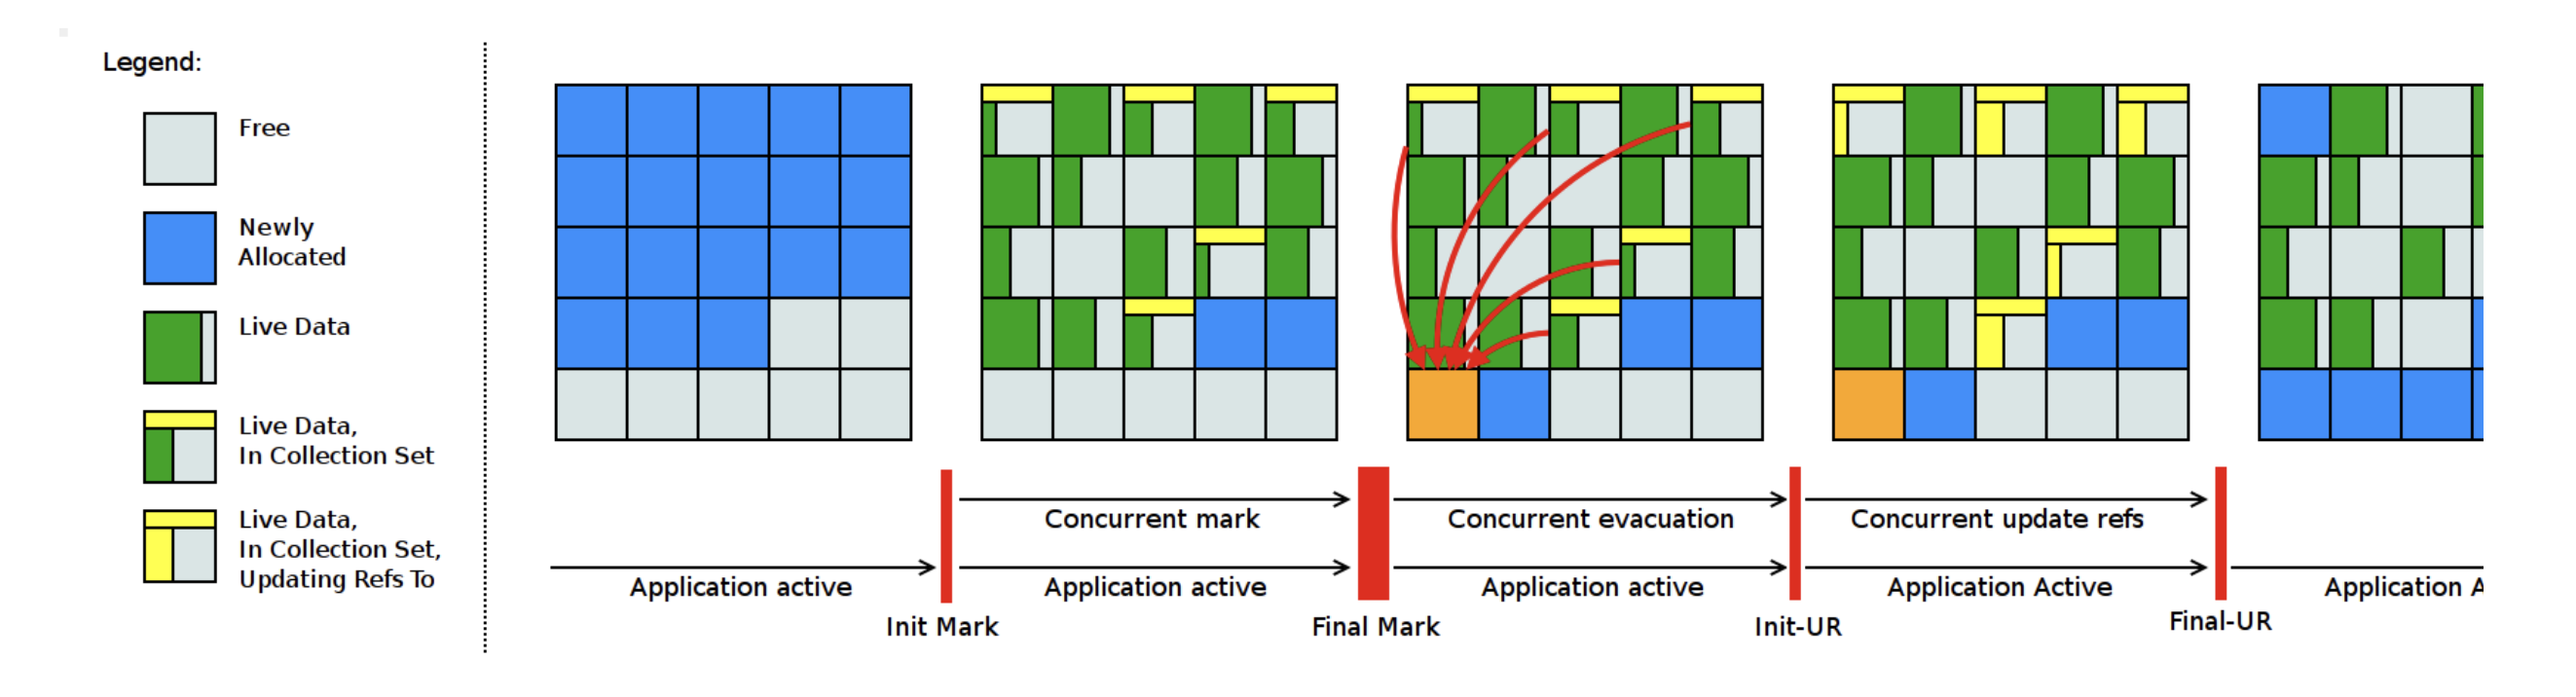 Legend:
Free
Newly
Allocated
Live Data
Live Data,
In Collection Set
Live Data,
In Collection Set,
Updating Refs To
Concurrent mark
Concurrent evacuation
Concurrent update refs
Application active
Application active
Application active
Application Active
Application A
Init Mark
Final Mark
Init-UR
Final-UR